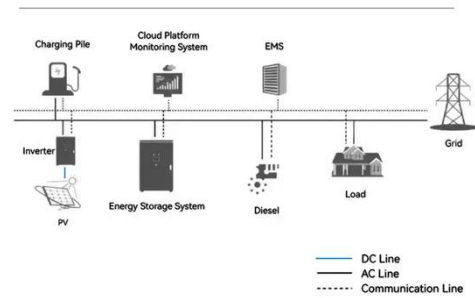 Charging Pile
Cloud Platform
Monitoring System
EMS
Grid
Inverter
PV
Energy Storage System
Diesel
Load
DC Line
AC Line
Communication Line